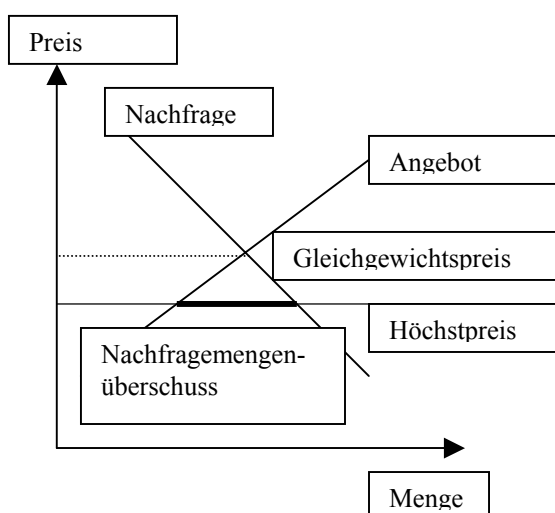 Preis
Nachfrage
Angebot
Gleichgewichtspreis
Höchstpreis
Nachfragemengen-
überschuss
Menge